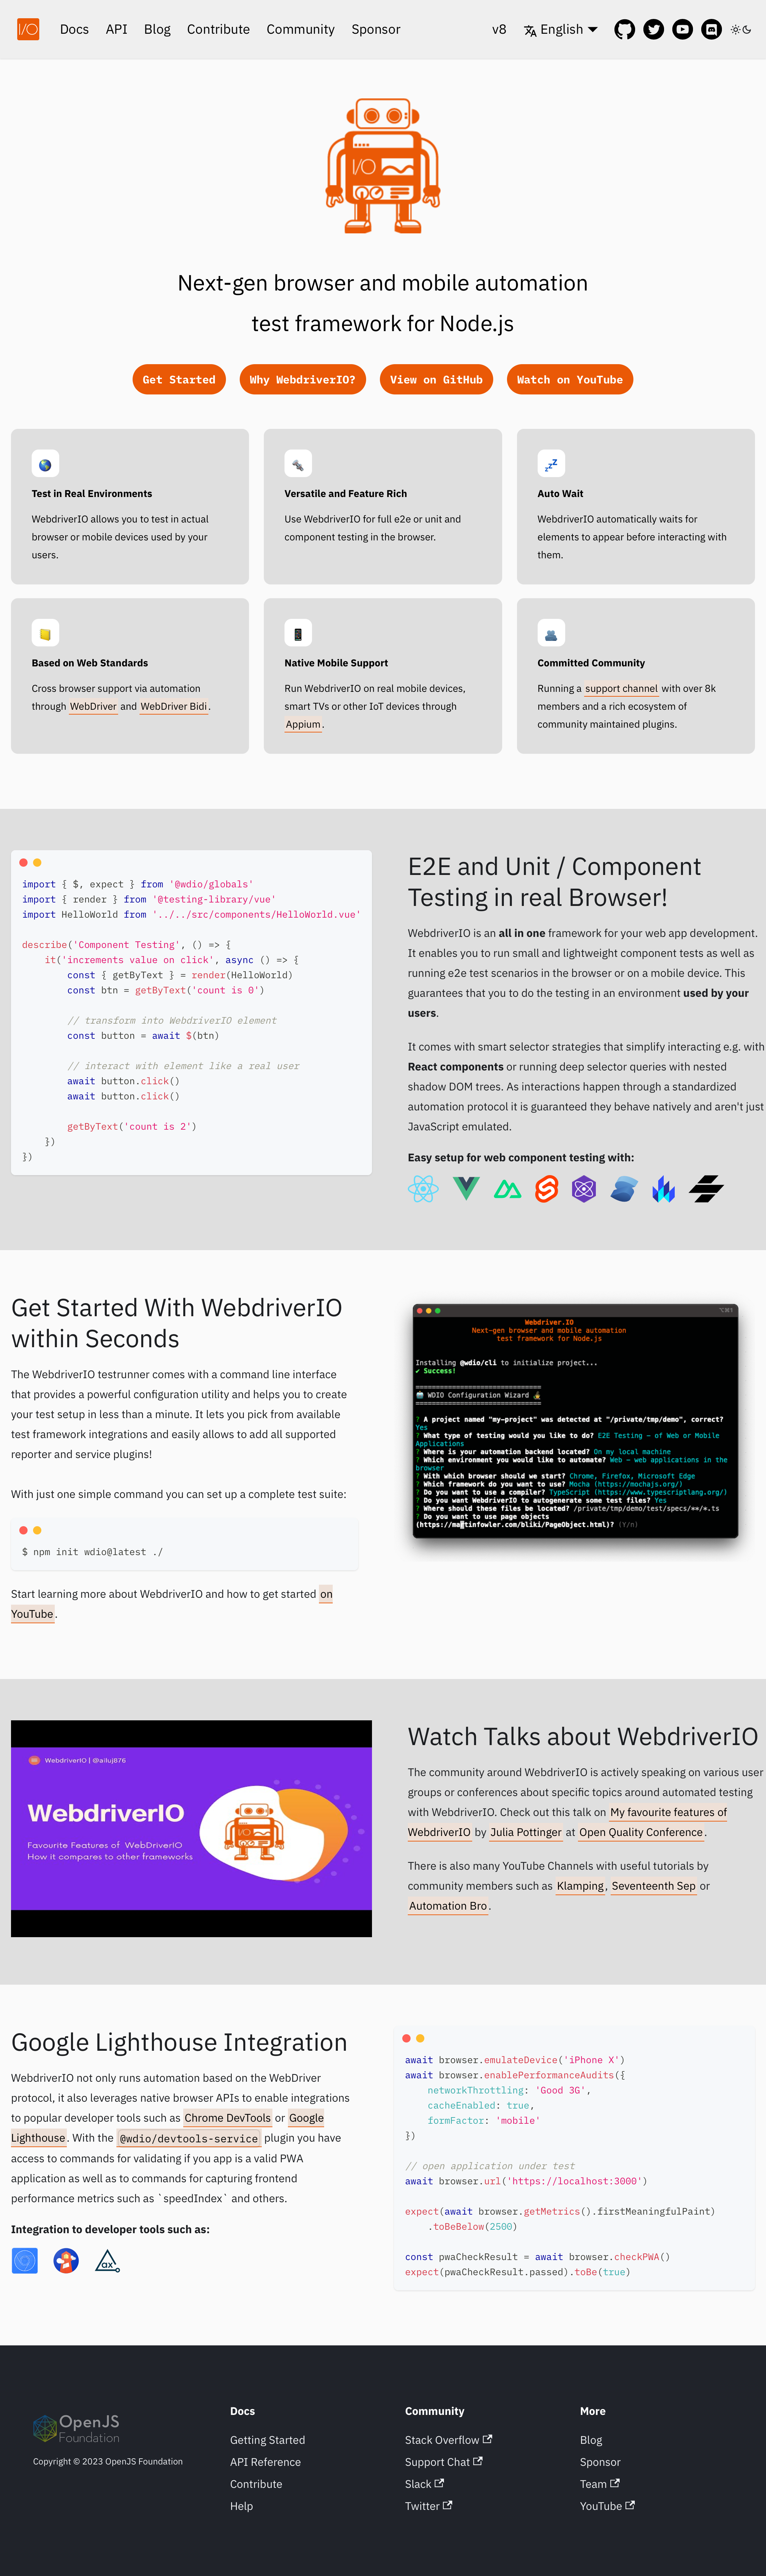 I/O Docs API Blog Contribute Community Sponsor v8 English
I/O
Next-gen browser and mobile automation
test framework for Node.js
Get Started Why WebdriverIO? View on GitHub Watch on YouTube
Test in Real Environments
WebdriverIO allows you to test in actual
browser or mobile devices used by your
users.
Versatile and Feature Rich
Use WebdriverIO for full e2e or unit and
component testing in the browser.
Auto Wait
WebdriverIO automatically waits for
elements to appear before interacting with
them.
Based on Web Standards
Cross browser support via automation
through WebDriver and WebDriver Bidi.
Native Mobile Support
Run WebdriverIO on real mobile devices,
smart TVs or other IoT devices through
Appium.
Committed Community
Running a support channel with over 8k
members and a rich ecosystem of
community maintained plugins.
import { $, expect } from '@wdio/globals'
import { render } from '@testing-library/vue'
import HelloWorld from '../../src/components/HelloWorld.vue'
describe('Component Testing', () => {
it('increments value on click', async () => {
const { getByText } = render(HelloWorld)
const btn = getByText('count is 0')
// transform into WebdriverIO element
const button = await $(btn)
// interact with element like a real user
await button.click()
await button.click()
getByText('count is 2')
})
})
E2E and Unit / Component
Testing in real Browser!
WebdriverIO is an all in one framework for your web app development.
It enables you to run small and lightweight component tests as well as
running e2e test scenarios in the browser or on a mobile device. This
guarantees that you to do the testing in an environment used by your
users.
It comes with smart selector strategies that simplify interacting e.g. with
React components or running deep selector queries with nested
shadow DOM trees. As interactions happen through a standardized
automation protocol it is guaranteed they behave natively and aren't just
JavaScript emulated.
Easy setup for web component testing with:
Get Started With WebdriverIO
within Seconds
The WebdriverIO testrunner comes with a command line interface
that provides a powerful configuration utility and helps you to create
your test setup in less than a minute. It lets you pick from available
test framework integrations and easily allows to add all supported
reporter and service plugins!
With just one simple command you can set up a complete test suite:
$ npm init wdio@latest ./
Start learning more about WebdriverIO and how to get started on
YouTube.
Webdriver.IO
Next-gen browser and mobile automation
test framework for Node.js
Installing @wdio/cli to initialize project...
✔ Success!
===============================
WDIO Configuration Wizard
===============================
? A project named "my-project" was detected at "/private/tmp/demo", correct?
Yes
? What type of testing would you like to do? E2E Testing - of Web or Mobile
Applications
? Where is your automation backend located? On my local machine
? Which environment you would like to automate? Web - web applications in the
browser
? With which browser should we start? Chrome, Firefox, Microsoft Edge
? Which framework do you want to use? Mocha (https://mochajs.org/)
? Do you want to use a compiler? TypeScript (https://www.typescriptlang.org/)
? Do you want WebdriverIO to autogenerate some test files? Yes
? Where should these files be located? /private/tmp/demo/test/specs/**/*.ts
? Do you want to use page objects
(https://martinfowler.com/bliki/PageObject.html)? (Y/n)
WebdriverIO | @ailuj876
WebdriverIO
Favourite Features of WebDriverIO
How it compares to other frameworks
Watch Talks about WebdriverIO
The community around WebdriverIO is actively speaking on various user
groups or conferences about specific topics around automated testing
with WebdriverIO. Check out this talk on My favourite features of
WebdriverIO by Julia Pottinger at Open Quality Conference.
There is also many YouTube Channels with useful tutorials by
community members such as Klamping, Seventeenth Sep or
Automation Bro.
Google Lighthouse Integration
WebdriverIO not only runs automation based on the WebDriver
protocol, it also leverages native browser APIs to enable integrations
to popular developer tools such as Chrome DevTools or Google
Lighthouse. With the @wdio/devtools-service plugin you have
access to commands for validating if you app is a valid PWA
application as well as to commands for capturing frontend
performance metrics such as `speedIndex` and others.
Integration to developer tools such as:
ax
await browser.emulateDevice('iPhone X')
await browser.enablePerformanceAudits({
networkThrottling: 'Good 3G',
cacheEnabled: true,
formFactor: 'mobile'
})
// open application under test
await browser.url('https://localhost:3000')
expect(await browser.getMetrics().firstMeaningfulPaint)
.toBeBelow(2500)
const pwaCheckResult = await browser.checkPWA()
expect(pwaCheckResult.passed).toBe(true)
OpenJS
Foundation
Copyright © 2023 OpenJS Foundation
Docs
Getting Started
API Reference
Contribute
Help
Community
Stack Overflow
Support Chat
Slack
Twitter
More
Blog
Sponsor
Team
YouTube